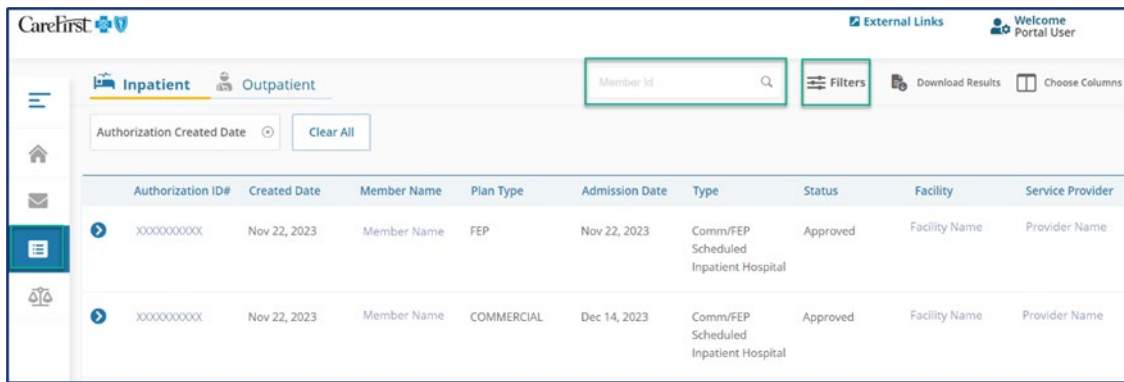 CareFirst
External Links
Welcome
Portal User
Inpatient
Outpatient
Member Id
Filters
Download Results
Choose Columns
Authorization Created Date
Clear All
Authorization ID# Created Date Member Name Plan Type Admission Date Type Status Facility Service Provider
XXXXXXXXXX Nov 22, 2023 Member Name FEP Nov 22, 2023 Comm/FEP Approved Facility Name Provider Name
Scheduled
Inpatient Hospital
XXXXXXXXXX Nov 22, 2023 Member Name COMMERCIAL Dec 14, 2023 Comm/FEP Approved Facility Name Provider Name
Scheduled
Inpatient Hospital